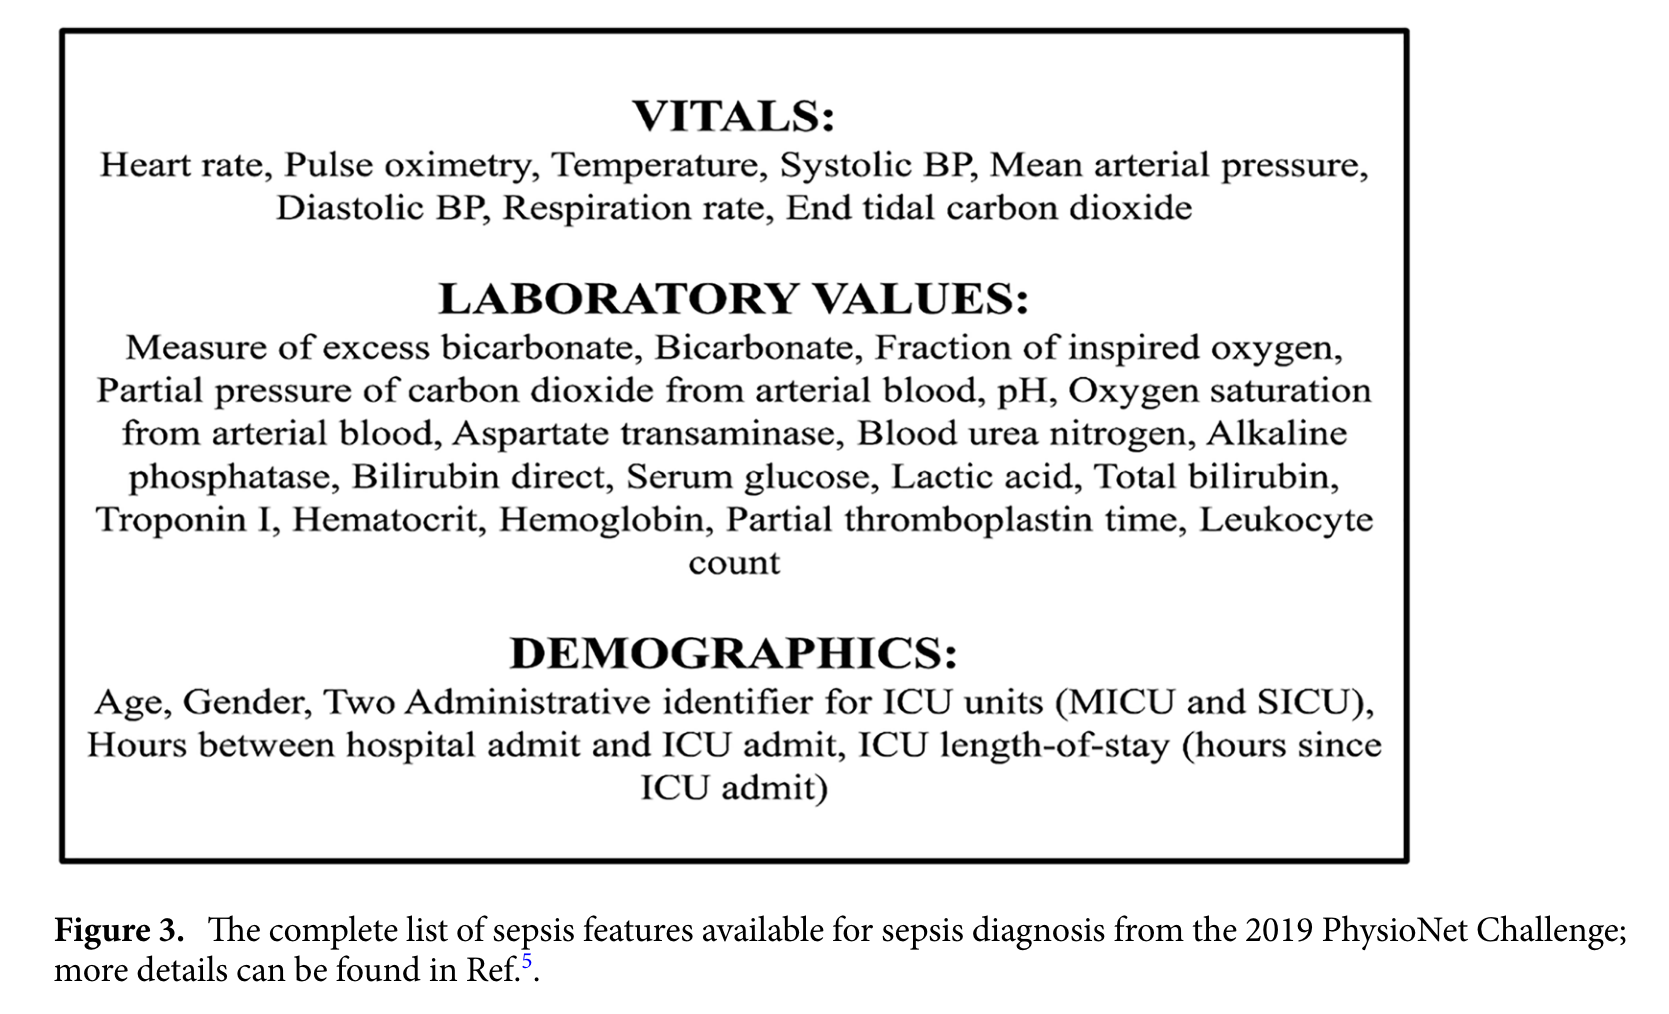 VITALS:
Heart rate, Pulse oximetry, Temperature, Systolic BP, Mean arterial pressure,
Diastolic BP, Respiration rate, End tidal carbon dioxide
LABORATORY VALUES:
Measure of excess bicarbonate, Bicarbonate, Fraction of inspired oxygen,
Partial pressure of carbon dioxide from arterial blood, pH, Oxygen saturation
from arterial blood, Aspartate transaminase, Blood urea nitrogen, Alkaline
phosphatase, Bilirubin direct, Serum glucose, Lactic acid, Total bilirubin,
Troponin I, Hematocrit, Hemoglobin, Partial thromboplastin time, Leukocyte
count
DEMOGRAPHICS:
Age, Gender, Two Administrative identifier for ICU units (MICU and SICU),
Hours between hospital admit and ICU admit, ICU length-of-stay (hours since
ICU admit)
Figure 3. The complete list of sepsis features available for sepsis diagnosis from the 2019 PhysioNet Challenge;
more details can be found in Ref.5.